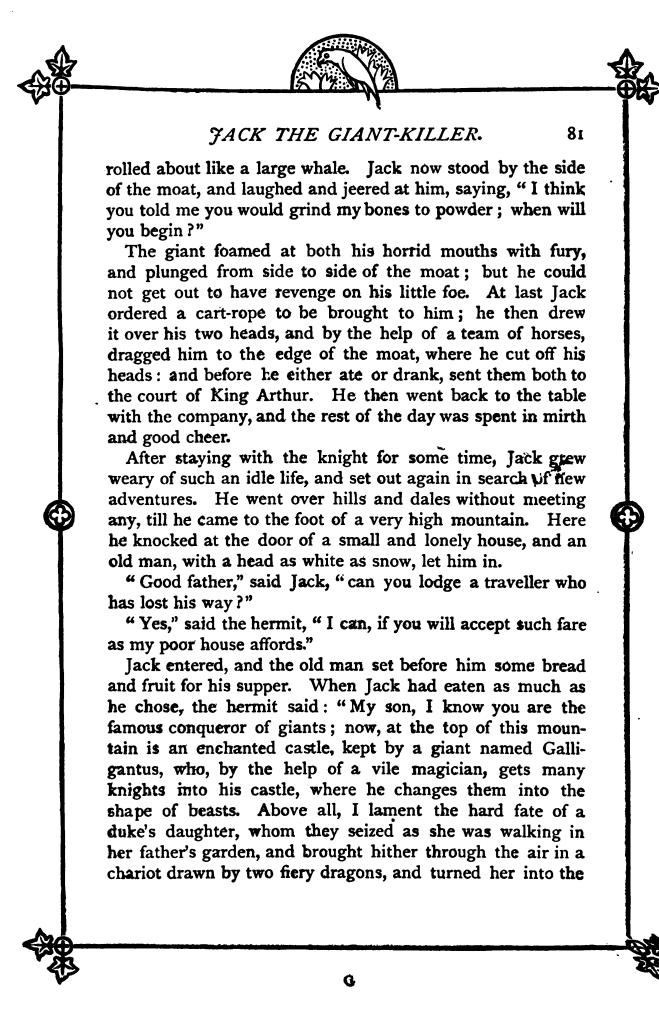 JACK THE GIANT-KILLER. 81
rolled about like a large whale. Jack now stood by the side
of the moat, and laughed and jeered at him, saying, “ I think
you told me you would grind my bones to powder ; when will
you begin ?”
The giant foamed at both his horrid mouths with fury,
and plunged from side to side of the moat ; but he could
not get out to have revenge on his little foe. At last Jack
ordered a cart-rope to be brought to him ; he then drew
it over his two heads, and by the help of a team of horses,
dragged him to the edge of the moat, where he cut off his
heads : and before he either ate or drank, sent them both to
the court of King Arthur. He then went back to the table
with the company, and the rest of the day was spent in mirth
and good cheer.
After staying with the knight for some time, Jack grew
weary of such an idle life, and set out again in search of new
adventures. He went over hills and dales without meeting
any, till he came to the foot of a very high mountain. Here
he knocked at the door of a small and lonely house, and an
old man, with a head as white as snow, let him in.
“ Good father,” said Jack, “ can you lodge a traveller who
has lost his way ?”
“ Yes,” said the hermit, “ I can, if you will accept such fare
as my poor house affords.”
Jack entered, and the old man set before him some bread
and fruit for his supper. When Jack had eaten as much as
he chose, the hermit said : “ My son, I know you are the
famous conqueror of giants ; now, at the top of this moun-
tain is an enchanted castle, kept by a giant named Galli-
gantus, who, by the help of a vile magician, gets many
knights into his castle, where he changes them into the
shape of beasts. Above all, I lament the hard fate of a
duke's daughter, whom they seized as she was walking in
her father's garden, and brought hither through the air in a
chariot drawn by two fiery dragons, and turned her into the
G